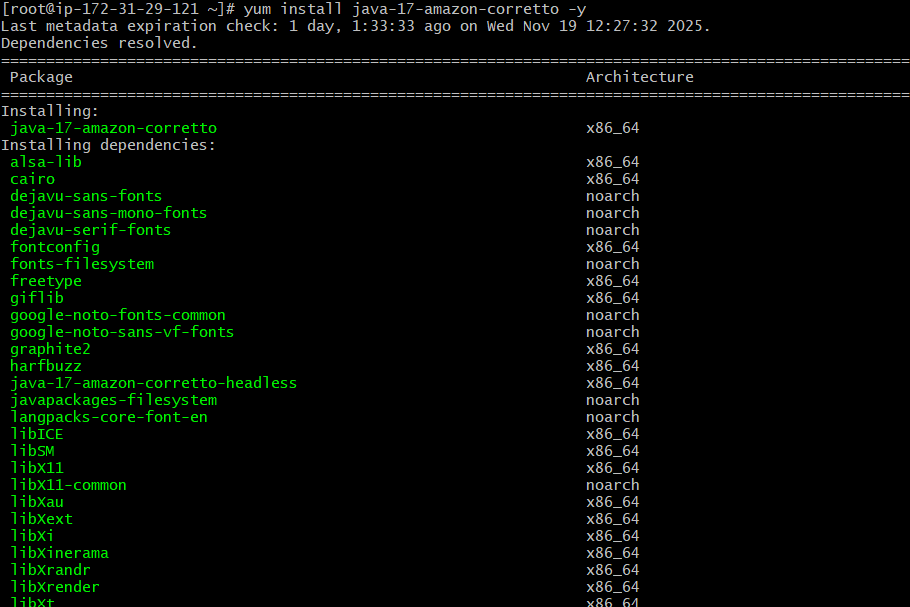 [root@ip-172-31-29-121 ~]# yum install java-17-amazon-corretto -y
Last metadata expiration check: 1 day, 1:33:33 ago on Wed Nov 19 12:27:32 2025.
Dependencies resolved.
=====================================================================================================
Package Architecture
=====================================================================================================
Installing:
java-17-amazon-corretto x86_64
Installing dependencies:
alsa-lib x86_64
cairo x86_64
dejavu-sans-fonts noarch
dejavu-sans-mono-fonts noarch
dejavu-serif-fonts noarch
fontconfig x86_64
fonts-filesystem noarch
freetype x86_64
giflib x86_64
google-noto-fonts-common noarch
google-noto-sans-vf-fonts noarch
graphite2 x86_64
harfbuzz x86_64
java-17-amazon-corretto-headless x86_64
javapackages-filesystem noarch
langpacks-core-font-en noarch
libICE x86_64
libSM x86_64
libX11 x86_64
libX11-common noarch
libXau x86_64
libXext x86_64
libXi x86_64
libXinerama x86_64
libXrandr x86_64
libXrender x86_64
libXt x86_64